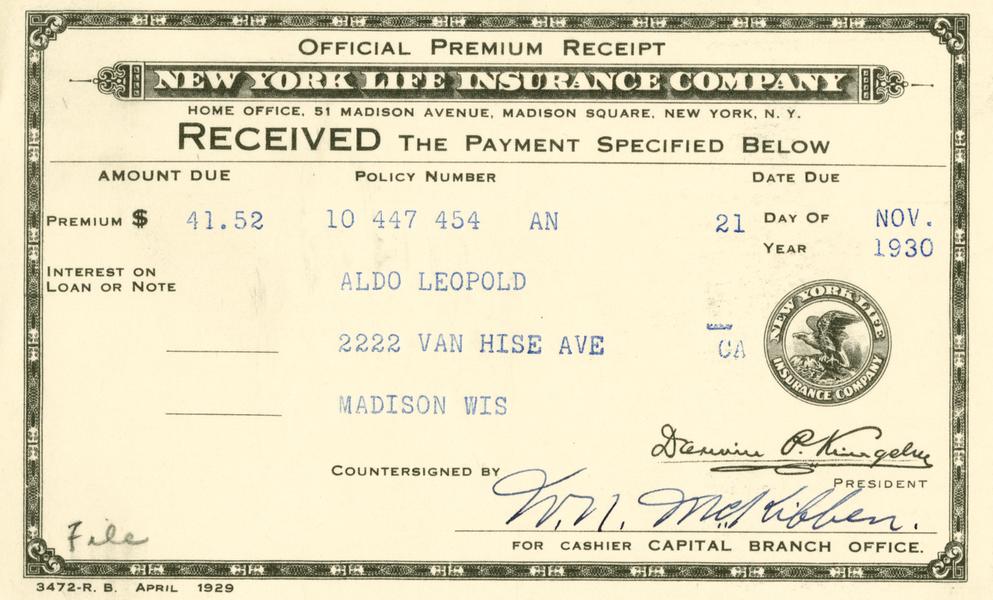 OFFICIAL PREMIUM RECEIPT
NEW YORK LIFE INSURANCE COMPANY
HOME OFFICE, 51 MADISON AVENUE, MADISON SQUARE, NEW YORK, N. Y.
RECEIVED THE PAYMENT SPECIFIED BELOW
AMOUNT DUE POLICY NUMBER DATE DUE
PREMIUM $ 41.52 10 447 454 AN 21 DAY OF NOV.
YEAR 1930
INTEREST ON
LOAN OR NOTE
ALDO LEOPOLD
2222 VAN HISE AVE CA
MADISON WIS
NEW YORK LIFE
INSURANCE COMPANY
Darwin P. Kingsley
PRESIDENT
COUNTERSIGNED BY W. N. McKibben.
FOR CASHIER CAPITAL BRANCH OFFICE.
File
3472-R. B. APRIL 1929